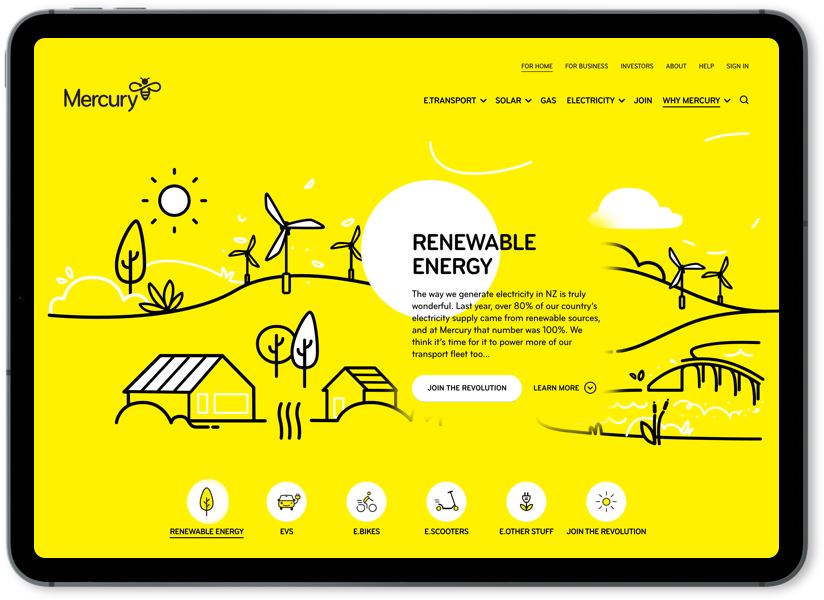 FOR HOME FOR BUSINESS INVESTORS ABOUT HELP SIGN IN
Mercury
E.TRANSPORT SOLAR GAS ELECTRICITY JOIN WHY MERCURY
RENEWABLE
ENERGY
The way we generate electricity in NZ is truly
wonderful. Last year, over 80% of our country's
electricity supply came from renewable sources,
and at Mercury that number was 100%. We
think it's time for it to power more of our
transport fleet too...
JOIN THE REVOLUTION LEARN MORE
RENEWABLE ENERGY EVS E.BIKES E.SCOOTERS E.OTHER STUFF JOIN THE REVOLUTION